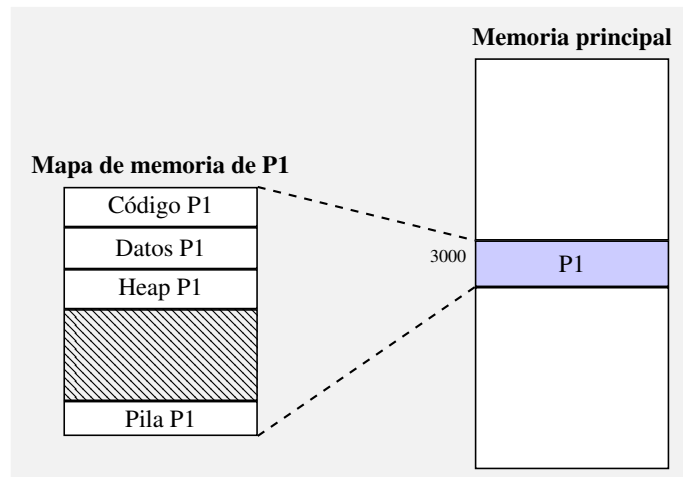 Memoria principal
Mapa de memoria de P1
Código P1
Datos P1
Heap P1
Pila P1
3000
P1